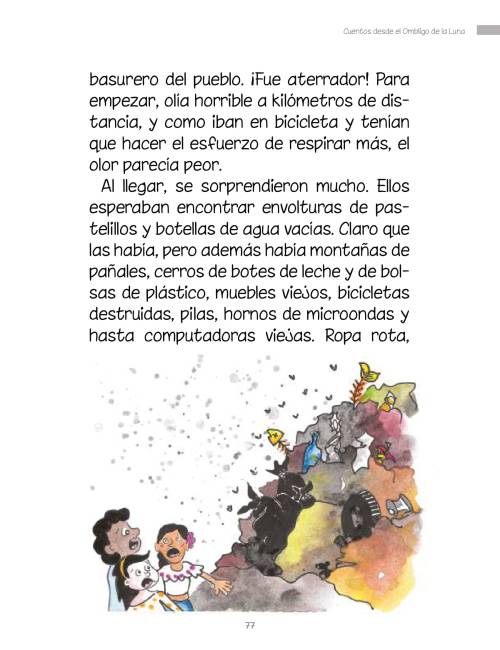 Cuentos desde el Ombligo de la Luna
basurero del pueblo. ¡Fue aterrador! Para
empezar, olía horrible a kilómetros de dis-
tancia, y como iban en bicicleta y tenían
que hacer el esfuerzo de respirar más, el
olor parecía peor.
Al llegar, se sorprendieron mucho. Ellos
esperaban encontrar envolturas de pas-
telillos y botellas de agua vacías. Claro que
las había, pero además había montañas de
pañales, cerros de botes de leche y de bol-
sas de plástico, muebles viejos, bicicletas
destruidas, pilas, hornos de microondas y
hasta computadoras viejas. Ropa rota,
77